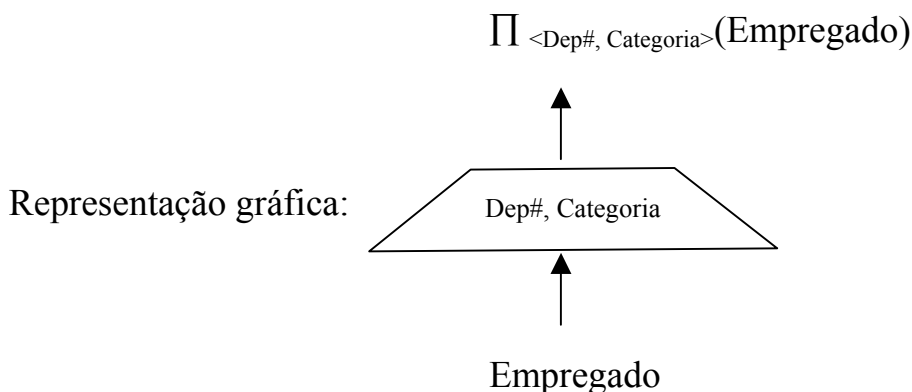 ∏ <Dep#, Categoria>(Empregado)
Representação gráfica:
Dep#, Categoria
Empregado